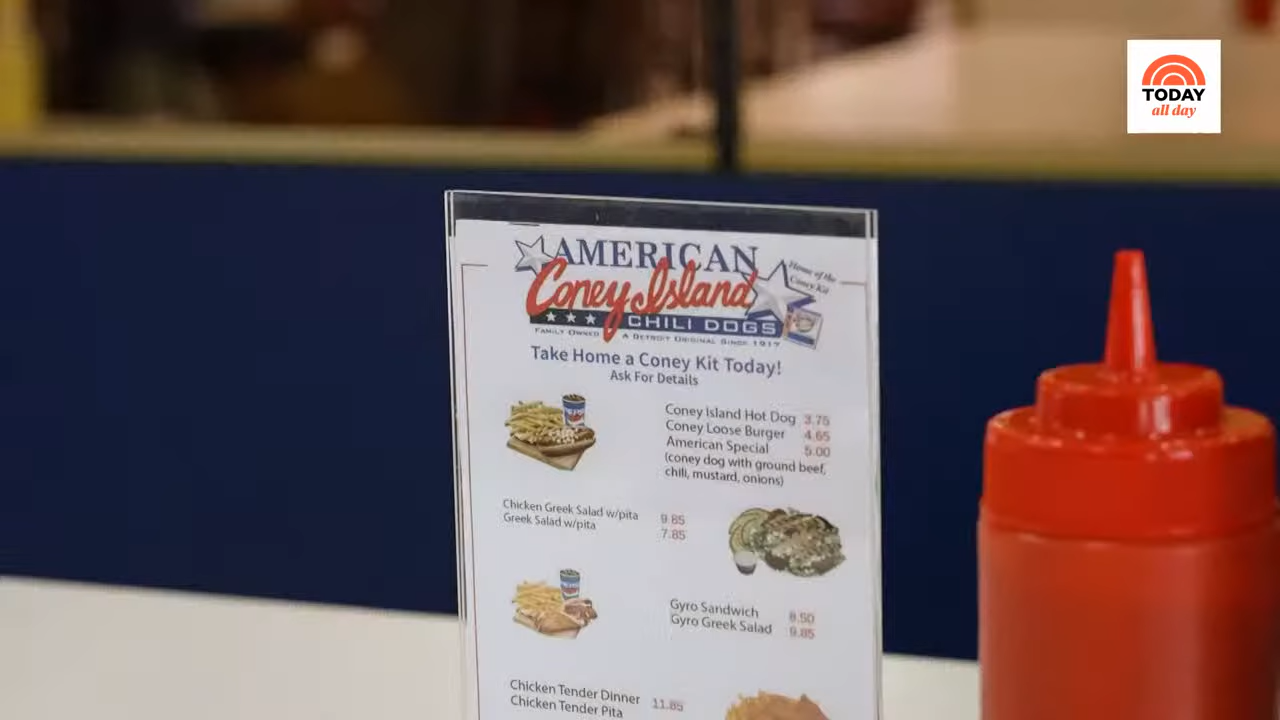 TODAY
all day
AMERICAN
Coney Island
Home of the
Coney Kit
CHILI DOGS
FAMILY OWNED A DETROIT ORIGINAL SINCE 1917
Take Home a Coney Kit Today!
Ask For Details
Coney Island Hot Dog 3.75
Coney Loose Burger 4.65
American Special 5.00
(coney dog with ground beef,
chili, mustard, onions)
Chicken Greek Salad w/pita 9.85
Greek Salad w/pita 7.85
Gyro Sandwich 8.50
Gyro Greek Salad 9.85
Chicken Tender Dinner 11.85
Chicken Tender Pita